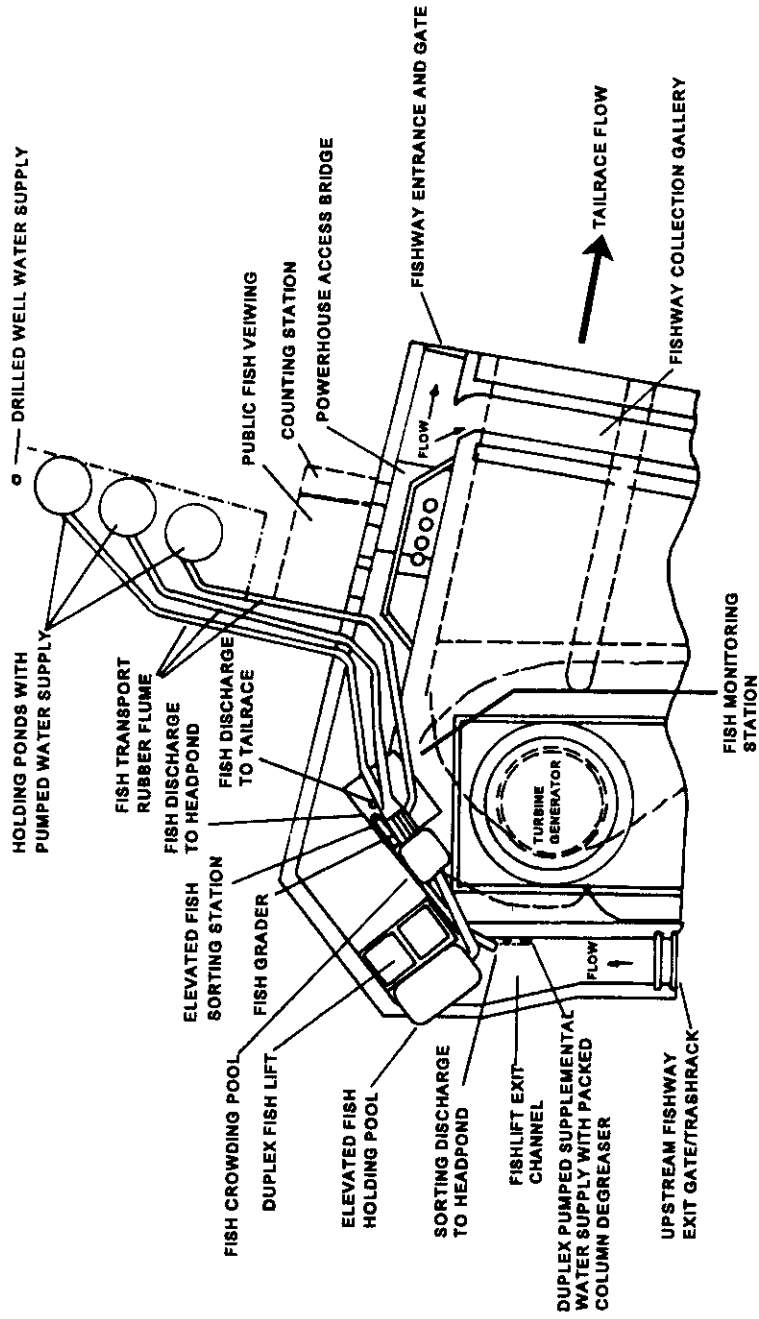 DRILLED WELL WATER SUPPLY
HOLDING PONDS WITH
PUMPED WATER SUPPLY
PUBLIC FISH VEIWING
COUNTING STATION
POWERHOUSE ACCESS BRIDGE
FISHWAY ENTRANCE AND GATE
FISH TRANSPORT
RUBBER FLUME
FISH DISCHARGE
TO HEADPOND
FISH DISCHARGE
TO TAILRACE
ELEVATED FISH
SORTING STATION
FISH GRADER
FISH CROWDING POOL
DUPLEX FISH LIFT
ELEVATED FISH
HOLDING POOL
SORTING DISCHARGE
TO HEADPOND
FISHLIFT EXIT
CHANNEL
DUPLEX PUMPED SUPPLEMENTAL
WATER SUPPLY WITH PACKED
COLUMN DEGREASER
UPSTREAM FISHWAY
EXIT GATE/TRASHRACK
FLOW
TURBINE
GENERATOR
FISH MONITORING
STATION
FLOW
TAILRACE FLOW
FISHWAY COLLECTION GALLERY